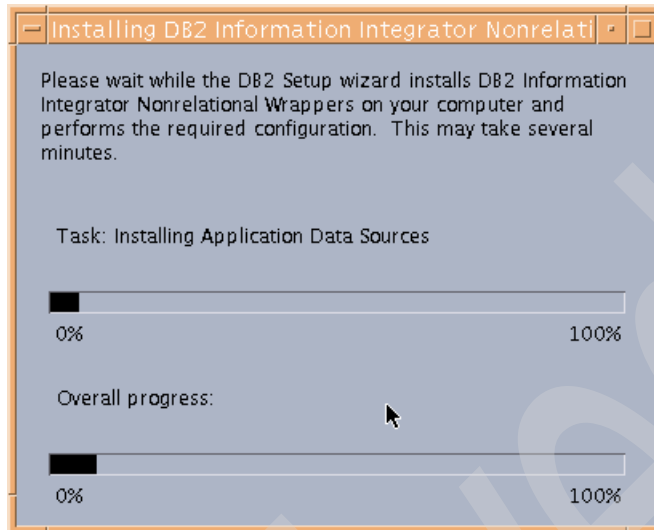 Installing DB2 Information Integrator Nonrelati
Please wait while the DB2 Setup wizard installs DB2 Information
Integrator Nonrelational Wrappers on your computer and
performs the required configuration.  This may take several
minutes.
Task: Installing Application Data Sources
0% 100%
Overall progress:
0% 100%